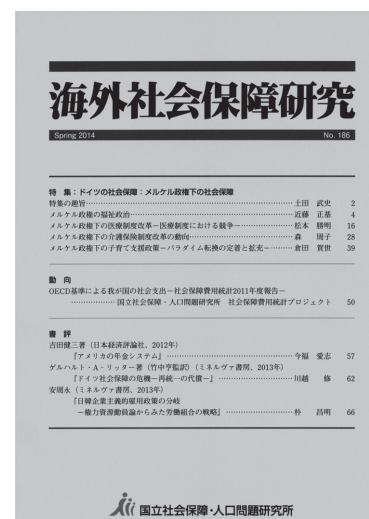 海外社会保障研究
Spring 2014 No. 186
特 集：ドイツの社会保障：メルケル政権下の社会保障
特集の趣旨……………………………………………………土田 武史 2
メルケル政権の福祉政治……………………………………近藤 正基 4
メルケル政権下の医療制度改革－医療制度における競争－………松本 勝明 16
メルケル政権下の介護保険制度改革の動向…………………森 周子 28
メルケル政権下の子育て支援政策－パラダイム転換の定着と拡充－………倉田 賀世 39
動 向
OECD基準による我が国の社会支出－社会保障費用統計2011年度報告－
………………国立社会保障・人口問題研究所 社会保障費用統計プロジェクト 50
書 評
吉田健三著（日本経済評論社、2012年）
『アメリカの年金システム』……………………………今福 愛志 57
ゲルハルト・A・リッター著（竹中亨監訳）（ミネルヴァ書房、2013年）
『ドイツ社会保障の危機－再統一の代償－』……………………川越 修 62
安周永（ミネルヴァ書房、2013年）
『日韓企業主義的雇用政策の分岐
－権力資源動員論からみた労働組合の戦略』……………………朴 昌明 66
国立社会保障・人口問題研究所